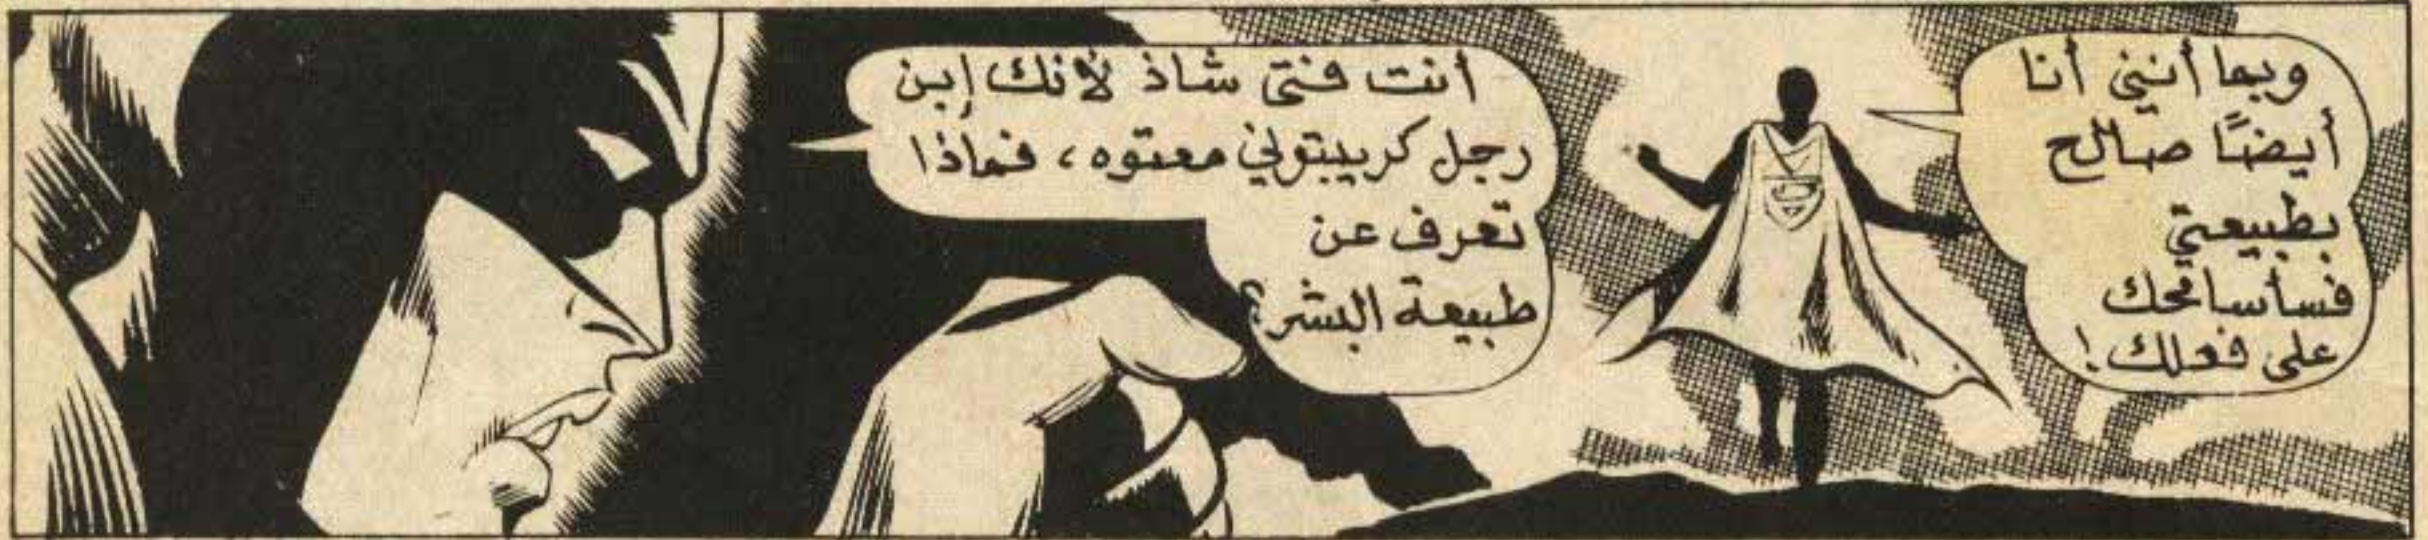 وبما أنني أنا
أيضًا صالح
بطبيعتي
فسأسامحك
على فعلك!
أنت فتى شاذ لأنك إبن
رجل كريبتوني معتوه، فماذا
تعرف عن
طبيعة البشر؟